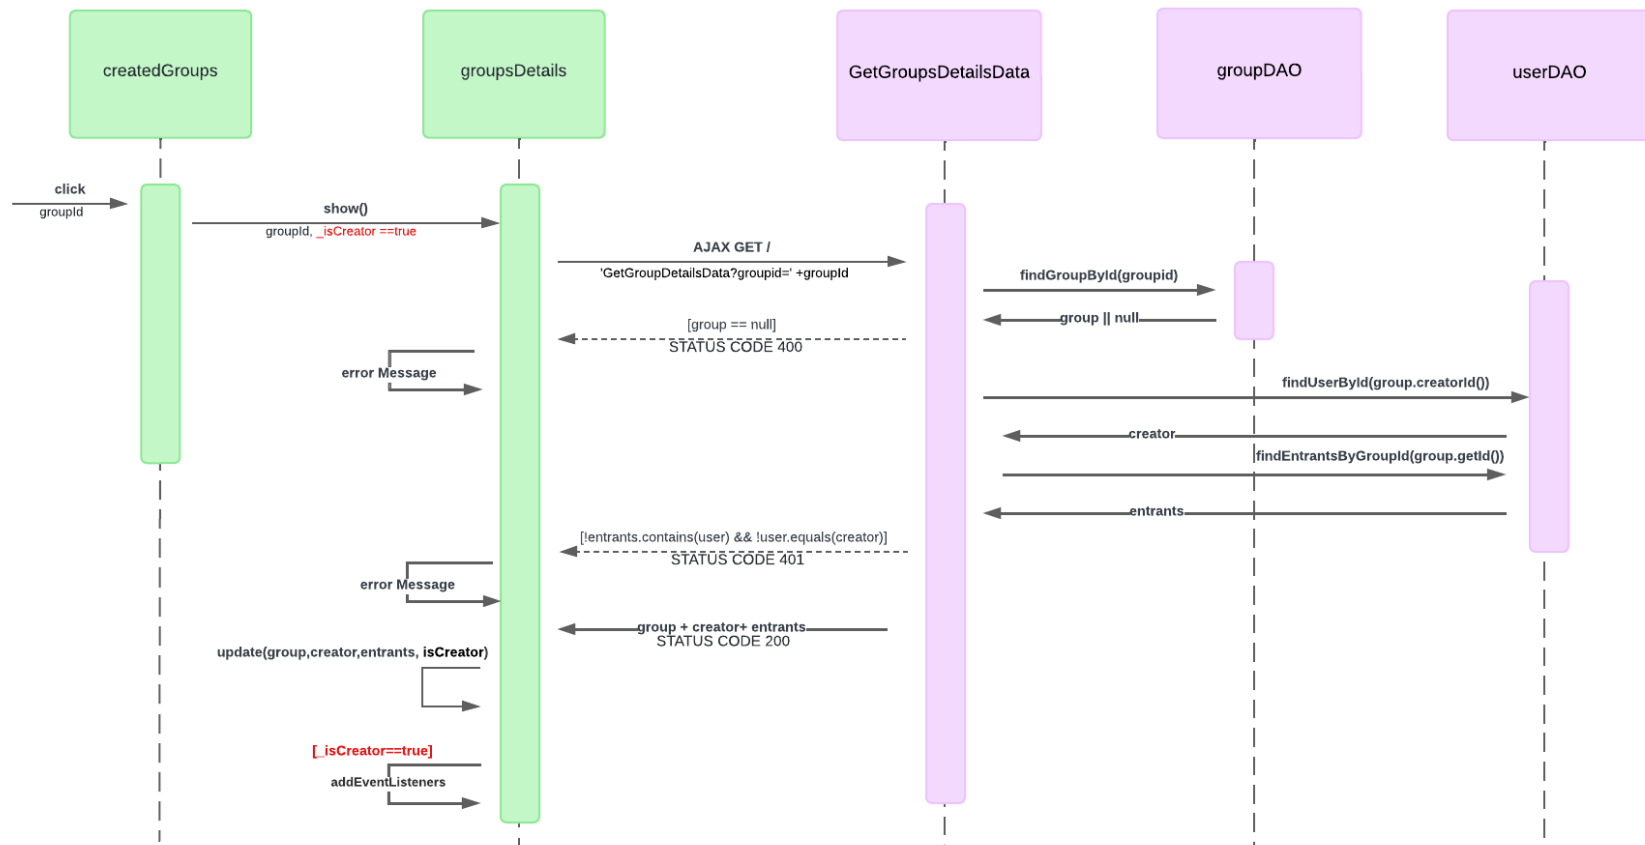 createdGroups
groupsDetails
GetGroupsDetailsData
groupDAO
userDAO
click
groupId
show()
groupId, _isCreator ==true
AJAX GET /
'GetGroupDetailsData?groupid=' +groupId
findGroupById(groupid)
group || null
[group == null]
STATUS CODE 400
error Message
findUserById(group.creatorId())
creator
findEntrantsByGroupId(group.getId())
entrants
[!entrants.contains(user) && !user.equals(creator)]
STATUS CODE 401
error Message
group + creator+ entrants
STATUS CODE 200
update(group,creator,entrants, isCreator)
[_isCreator==true]
addEventListeners